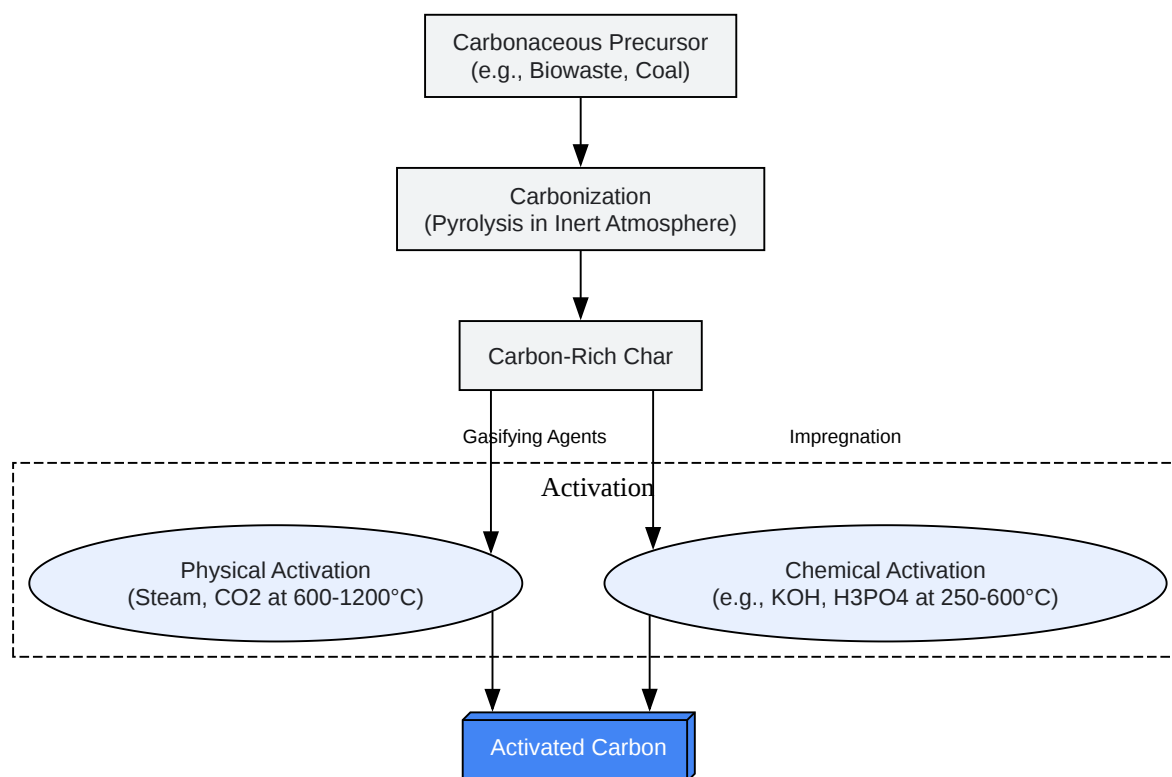 Carbonaceous Precursor
(e.g., Biowaste, Coal)
Carbonization
(Pyrolysis in Inert Atmosphere)
Carbon-Rich Char
Gasifying Agents
Impregnation
Activation
Physical Activation
(Steam, CO2 at 600-1200°C)
Chemical Activation
(e.g., KOH, H3PO4 at 250-600°C)
Activated Carbon